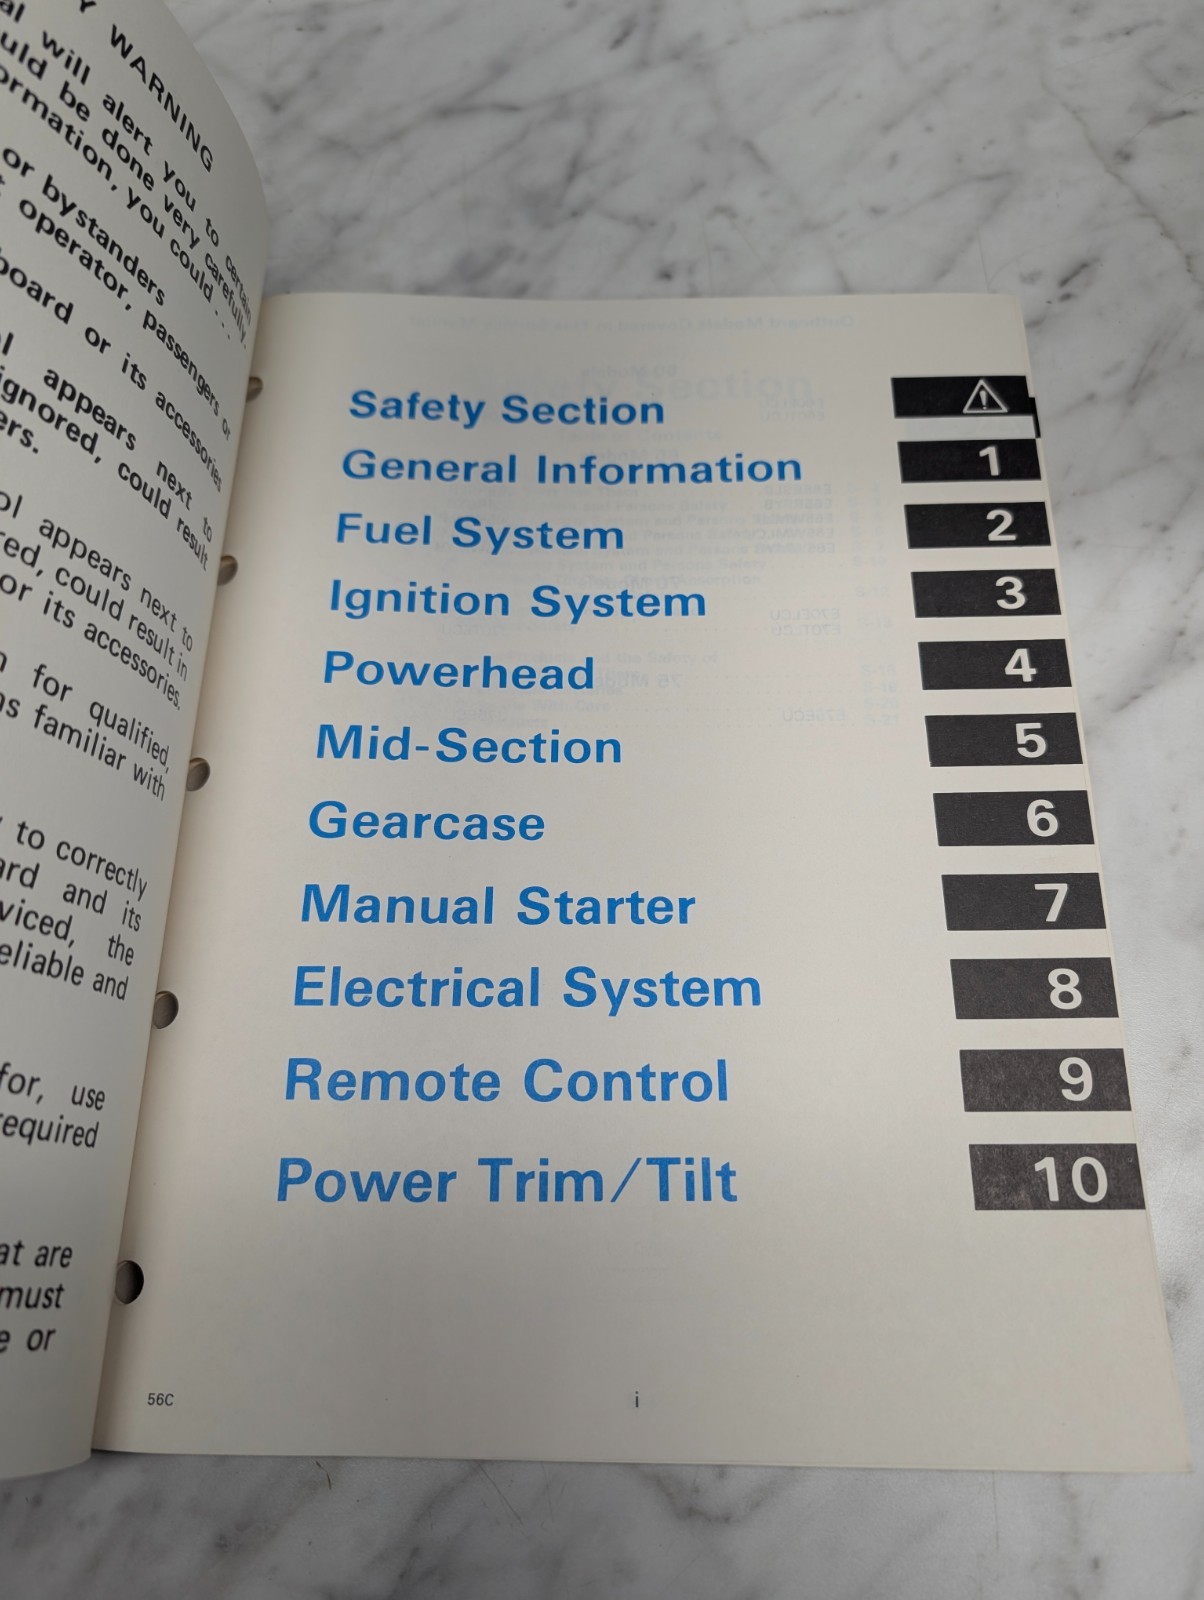 Y WARNING
al will alert you to certain
uld be done very carefully.
ormation, you could . . .
or bystanders
operator, passengers or
board or its accessories
appears next to
ignored, could result
ers.
ol appears next to
red, could result in
or its accessories.
n for qualified,
ns familiar with
to correctly
ard and its
viced, the
eliable and
for, use
required
at are
must
e or
Safety Section
General Information 1
Fuel System 2
Ignition System 3
Powerhead 4
Mid-Section 5
Gearcase 6
Manual Starter 7
Electrical System 8
Remote Control 9
Power Trim/Tilt 10
56C
i